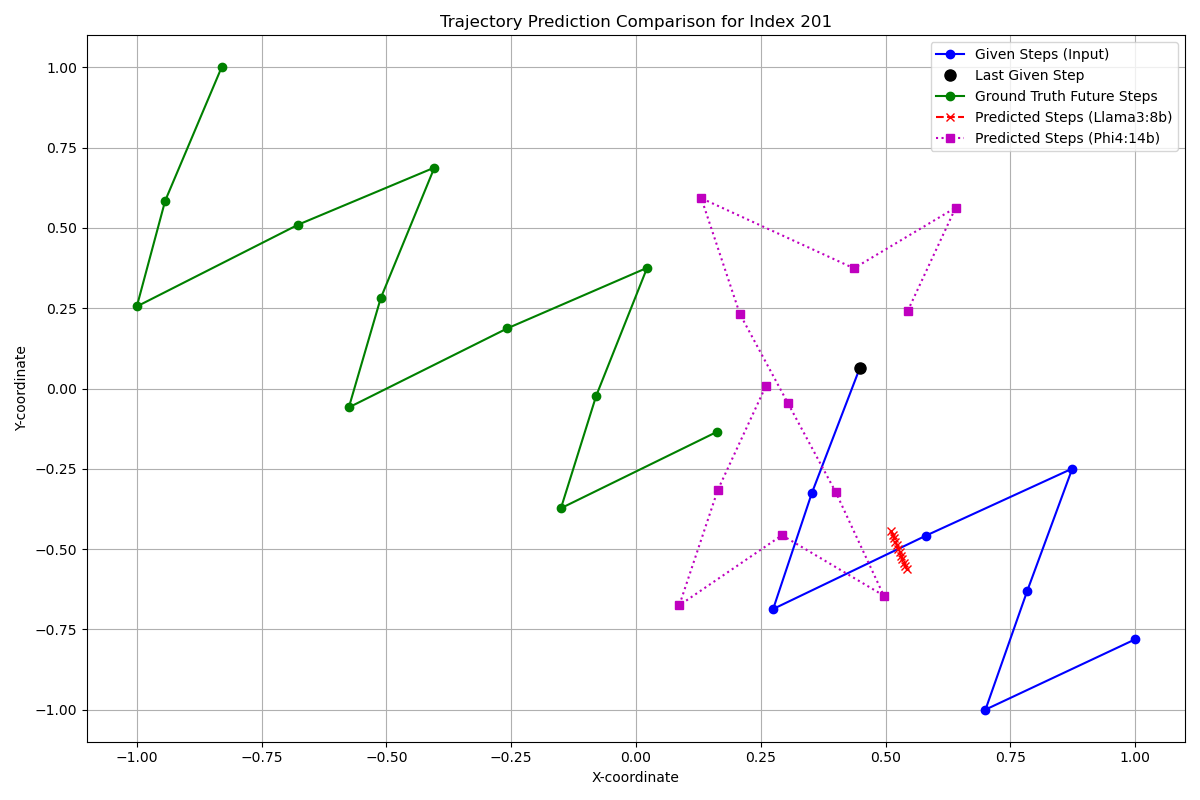 Trajectory Prediction Comparison for Index 201
Given Steps (Input)
Last Given Step
Ground Truth Future Steps
Predicted Steps (Llama3:8b)
Predicted Steps (Phi4:14b)
Y-coordinate
1.00
0.75
0.50
0.25
0.00
−0.25
−0.50
−0.75
−1.00
−1.00 −0.75 −0.50 −0.25 0.00 0.25 0.50 0.75 1.00
X-coordinate